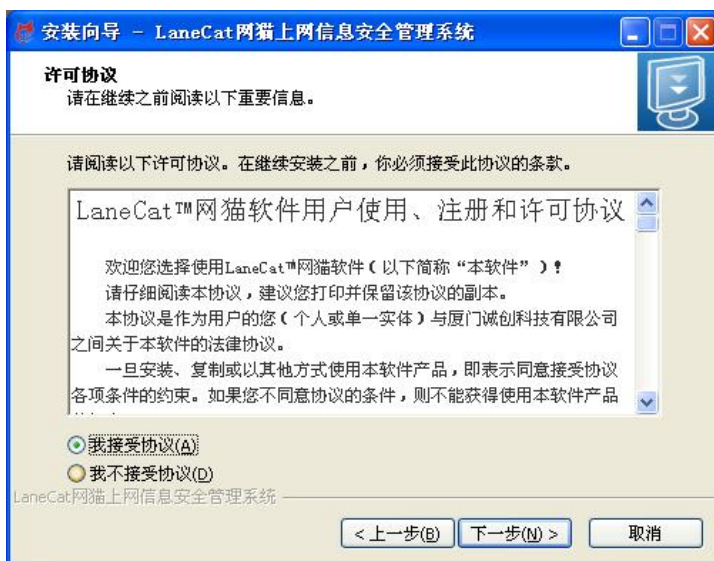 安装向导 - LaneCat网猫上网信息安全管理系统
许可协议
请在继续之前阅读以下重要信息。
请阅读以下许可协议。在继续安装之前，你必须接受此协议的条款。
LaneCat™网猫软件用户使用、注册和许可协议
欢迎您选择使用LaneCat™网猫软件（以下简称“本软件”）！
请仔细阅读本协议，建议您打印并保留该协议的副本。
本协议是作为用户的您（个人或单一实体）与厦门诚创科技有限公司
之间关于本软件的法律协议。
一旦安装、复制或以其他方式使用本软件产品，即表示同意接受协议
各项条件的约束。如果您不同意协议的条件，则不能获得使用本软件产品
我接受协议(A)
我不接受协议(D)
LaneCat网猫上网信息安全管理系统
< 上一步(B) 下一步(N) > 取消